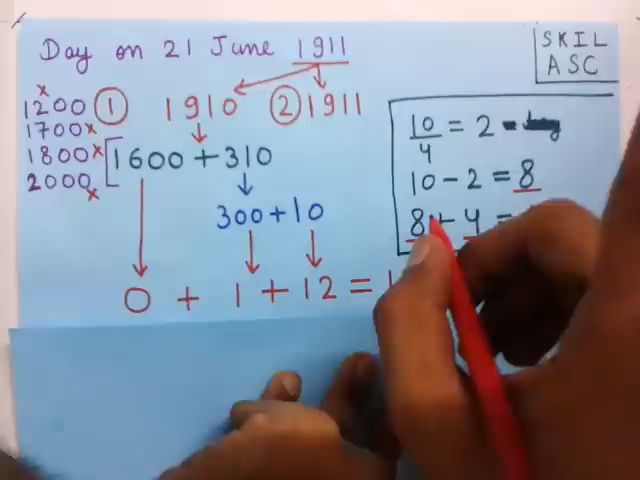 Day on 21 June 1911
SKIL
ASC
x
1200 ① 1910 ② 1911
1700 x
1800 x [1600 + 310
2000 x
300 + 10
0 + 1 + 12 = 1
10/4 = 2 -
10 - 2 = 8
8 + 4 =